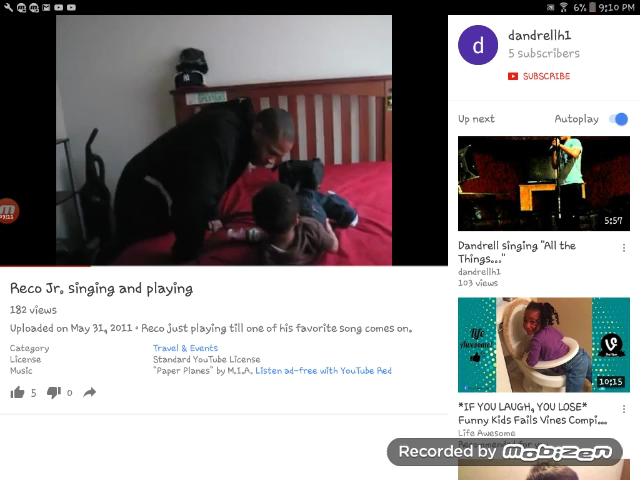 6% 9:10 PM
dandrellh1
5 subscribers
SUBSCRIBE
Up next Autoplay
5:57
Dandrell singing "All the
Things..."
dandrellh1
103 views
Life
Awesome
10:15
*IF YOU LAUGH, YOU LOSE*
Funny Kids Fails Vines Compi...
Life Awesome
Reco Jr. singing and playing
182 views
Uploaded on May 31, 2011 • Reco just playing till one of his favorite song comes on.
Category Travel & Events
License Standard YouTube License
Music "Paper Planes" by M.I.A. Listen ad-free with YouTube Red
5 0
Recorded by mobizen